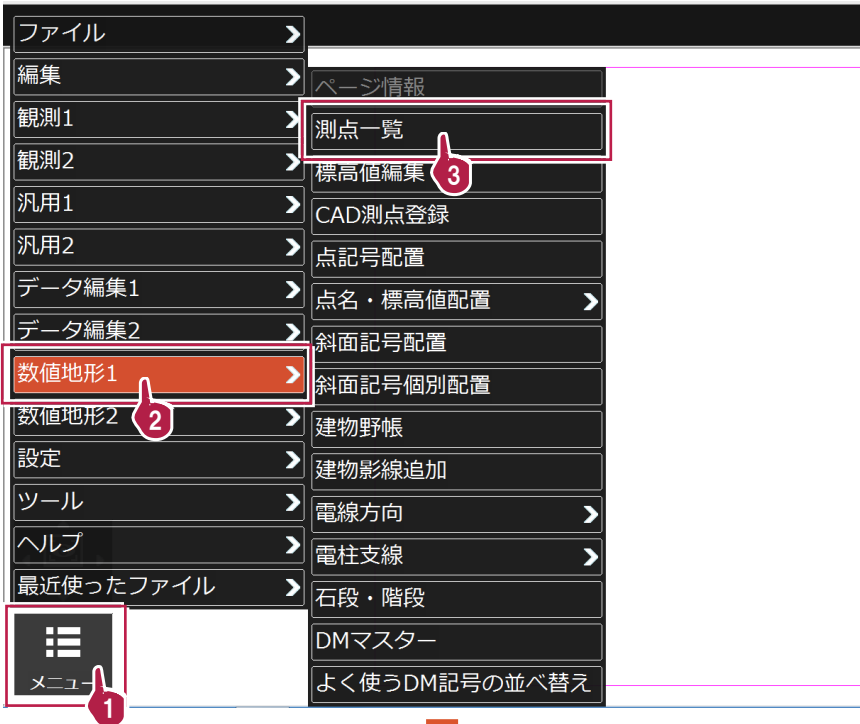 ファイル
編集
観測1
観測2
汎用1
汎用2
データ編集1
データ編集2
数値地形1
2
数値地形2
設定
ツール
ヘルプ
最近使ったファイル
メニュー
1
ページ情報
測点一覧
3
標高値編集
CAD測点登録
点記号配置
点名・標高値配置
斜面記号配置
斜面記号個別配置
建物野帳
建物影線追加
電線方向
電柱支線
石段・階段
DMマスター
よく使うDM記号の並べ替え